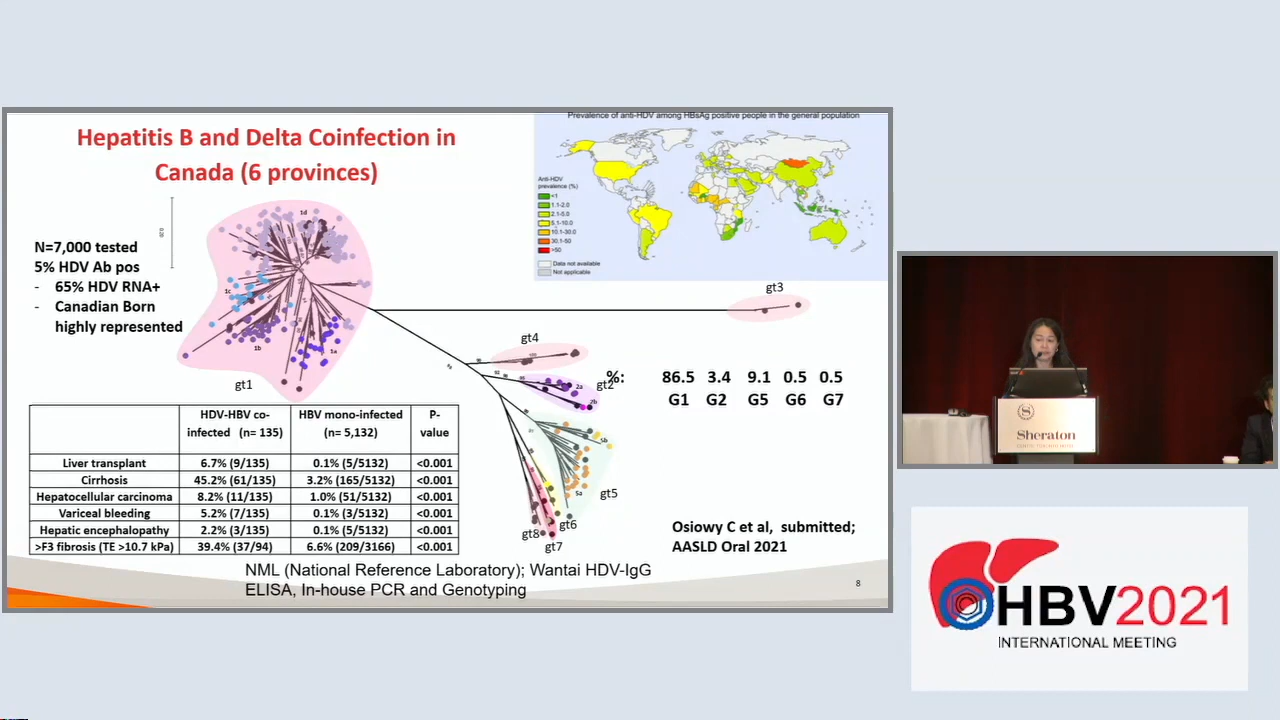 Hepatitis B and Delta Coinfection in
Canada (6 provinces)
Prevalence of anti-HDV among HBsAg positive people in the general population
Anti-HDV
prevalence (%)
<1
1.1-2.0
2.1-5.0
5.1-10.0
10.1-30.0
30.1-50
>50
Data not available
Not applicable
N=7,000 tested
5% HDV Ab pos
- 65% HDV RNA+
- Canadian Born
highly represented
1d
1c
1b
1a
gt1
gt3
gt4
gt2
2a
2b
5b
5a
gt5
gt6
gt8
gt7
%: 86.5 3.4 9.1 0.5 0.5
G1 G2 G5 G6 G7
HDV-HBV co-infected (n= 135) HBV mono-infected (n= 5,132) P-value
Liver transplant 6.7% (9/135) 0.1% (5/5132) <0.001
Cirrhosis 45.2% (61/135) 3.2% (165/5132) <0.001
Hepatocellular carcinoma 8.2% (11/135) 1.0% (51/5132) <0.001
Variceal bleeding 5.2% (7/135) 0.1% (3/5132) <0.001
Hepatic encephalopathy 2.2% (3/135) 0.1% (5/5132) <0.001
>F3 fibrosis (TE >10.7 kPa) 39.4% (37/94) 6.6% (209/3166) <0.001
Osiowy C et al, submitted;
AASLD Oral 2021
NML (National Reference Laboratory); Wantai HDV-IgG
ELISA, In-house PCR and Genotyping
8
Sheraton
HBV2021
INTERNATIONAL MEETING